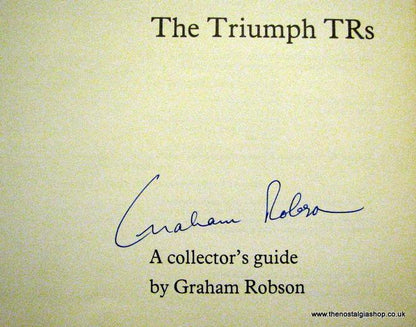 The Triumph TRs
Graham Robson
A collector's guide
by Graham Robson
www.thenostalgiashop.co.uk